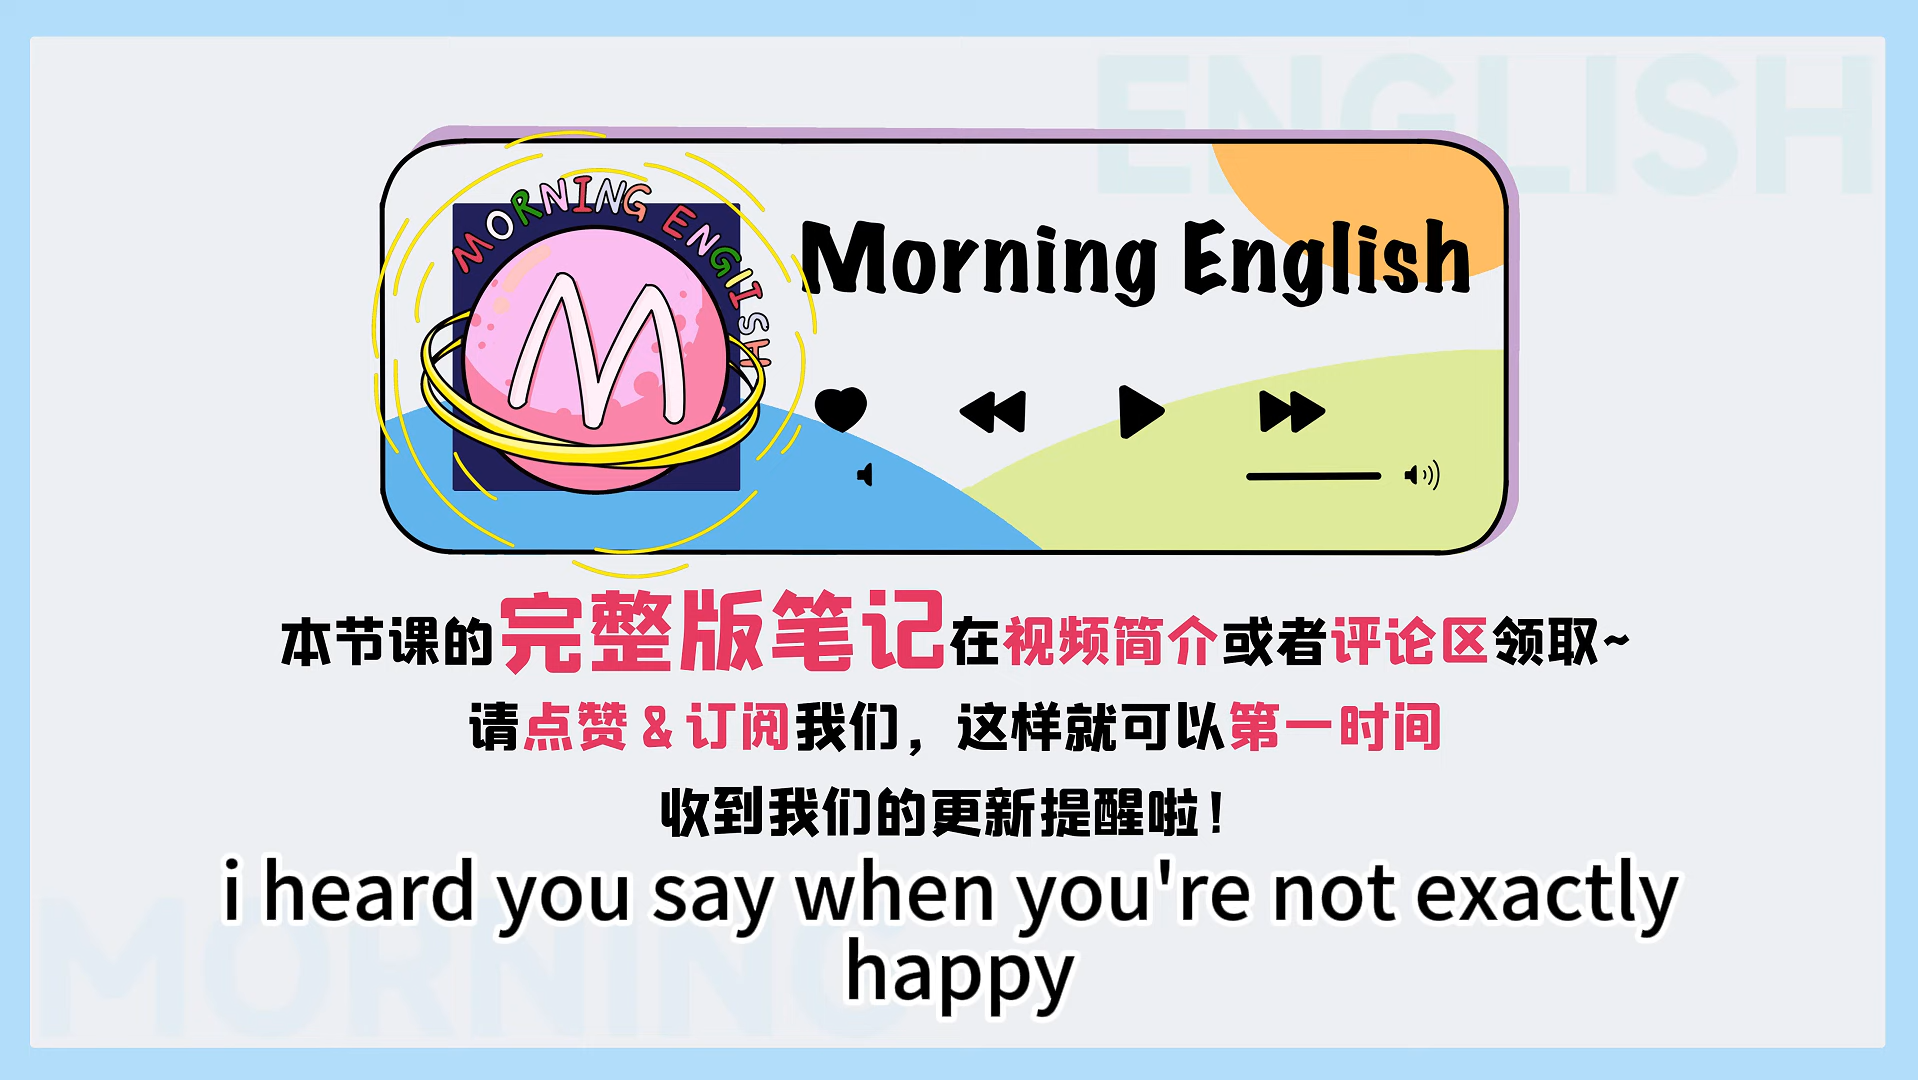 ENGLISH
MORNING ENGLISH
M
Morning English
本节课的完整版笔记在视频简介或者评论区领取~
请点赞&订阅我们，这样就可以第一时间
收到我们的更新提醒啦！
i heard you say when you're not exactly
happy
MORNING